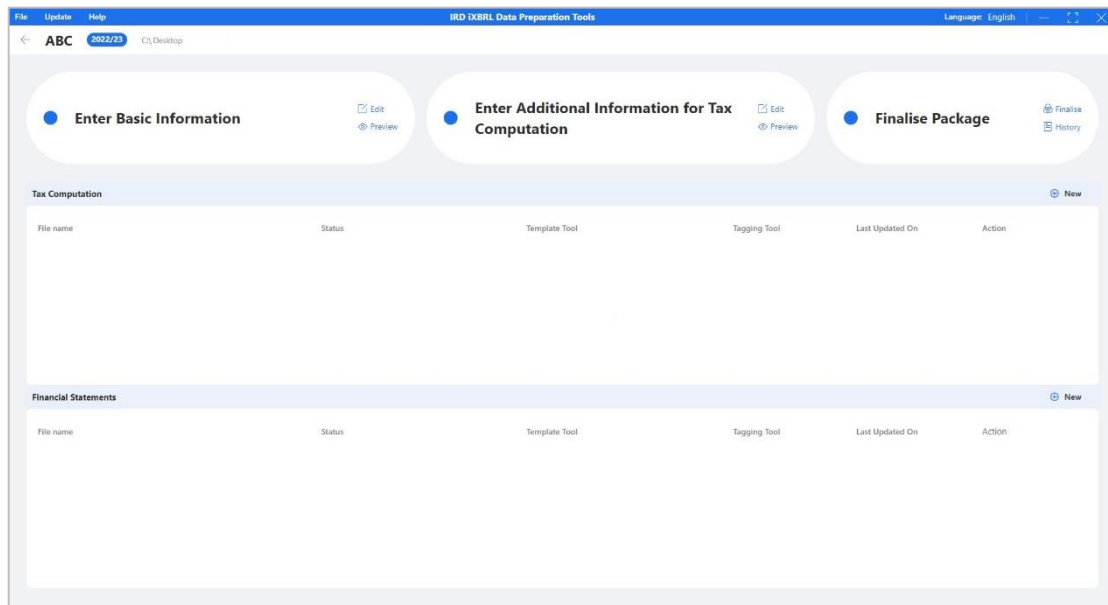 File Update Help IRD iXBRL Data Preparation Tools Language: English
ABC 2022/23 C:\Desktop
Enter Basic Information
Edit
Preview
Enter Additional Information for Tax
Computation
Edit
Preview
Finalise Package
Finalise
History
Tax Computation New
File name Status Template Tool Tagging Tool Last Updated On Action
Financial Statements New
File name Status Template Tool Tagging Tool Last Updated On Action